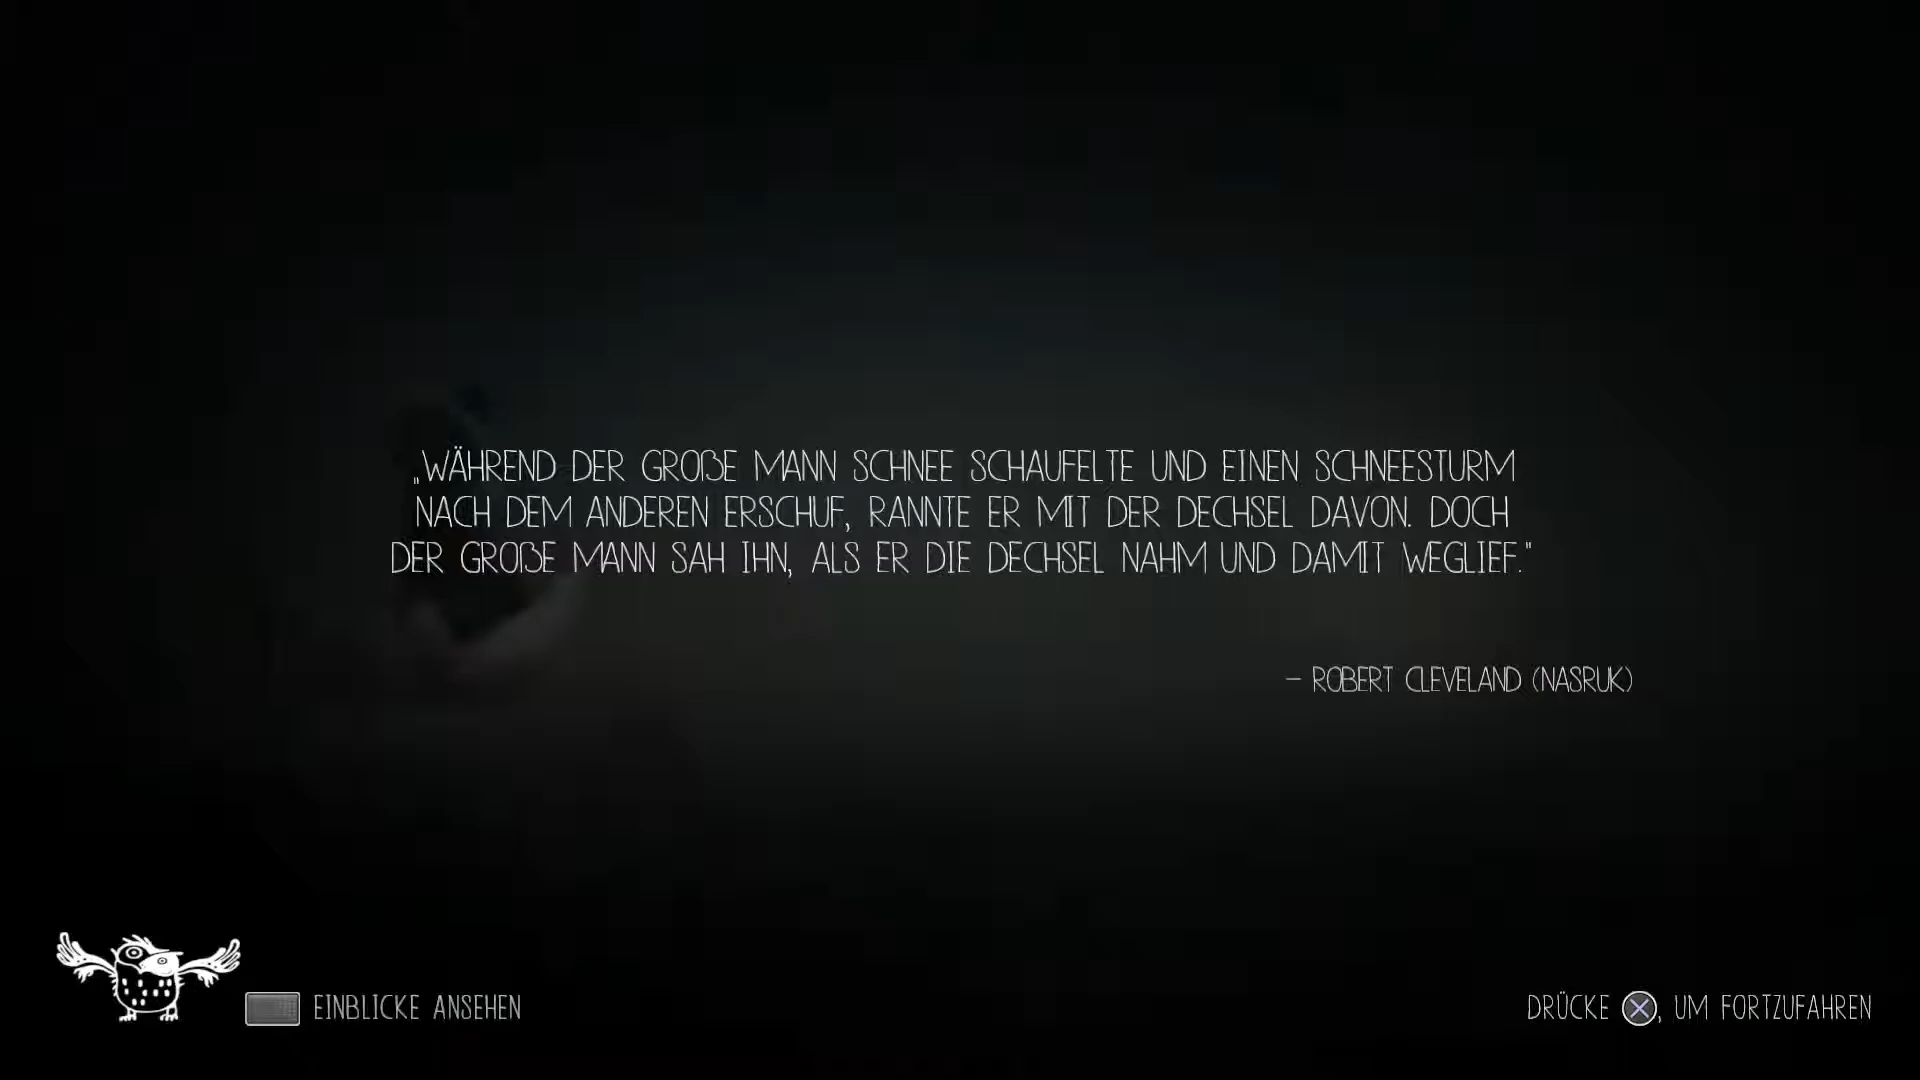 „WÄHREND DER GROßE MANN SCHNEE SCHAUFELTE UND EINEN SCHNEESTURM
NACH DEM ANDEREN ERSCHUF, RANNTE ER MIT DER DECHSEL DAVON. DOCH
DER GROßE MANN SAH IHN, ALS ER DIE DECHSEL NAHM UND DAMIT WEGLIEF."
– ROBERT CLEVELAND (NASRUK)
EINBLICKE ANSEHEN
DRÜCKE X, UM FORTZUFAHREN